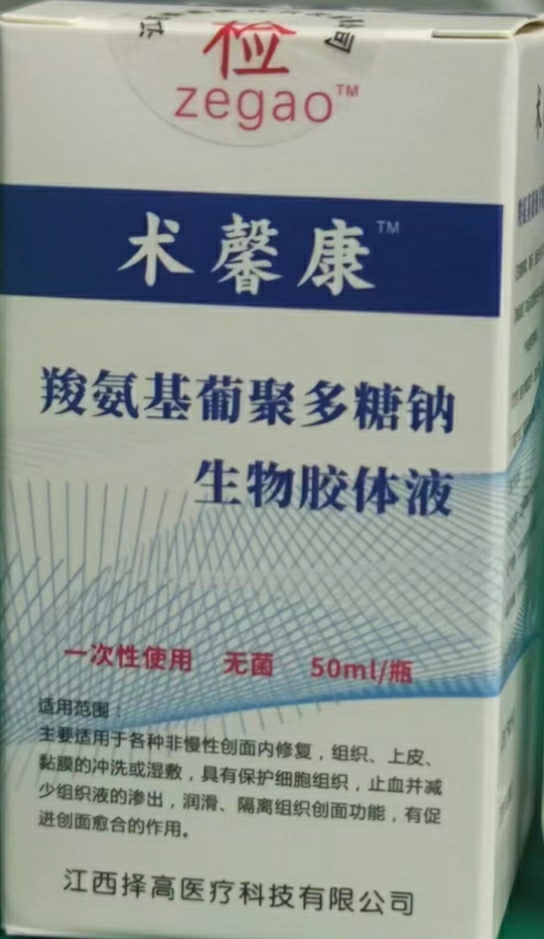 检
zegao™
术馨康™
羧氨基葡聚多糖钠
生物胶体液
一次性使用 无菌 50ml/瓶
适用范围：
主要适用于各种非慢性创面内修复，组织、上皮、
黏膜的冲洗或湿敷，具有保护细胞组织，止血并减
少组织液的渗出，润滑、隔离组织创面功能，有促
进创面愈合的作用。
江西择高医疗科技有限公司